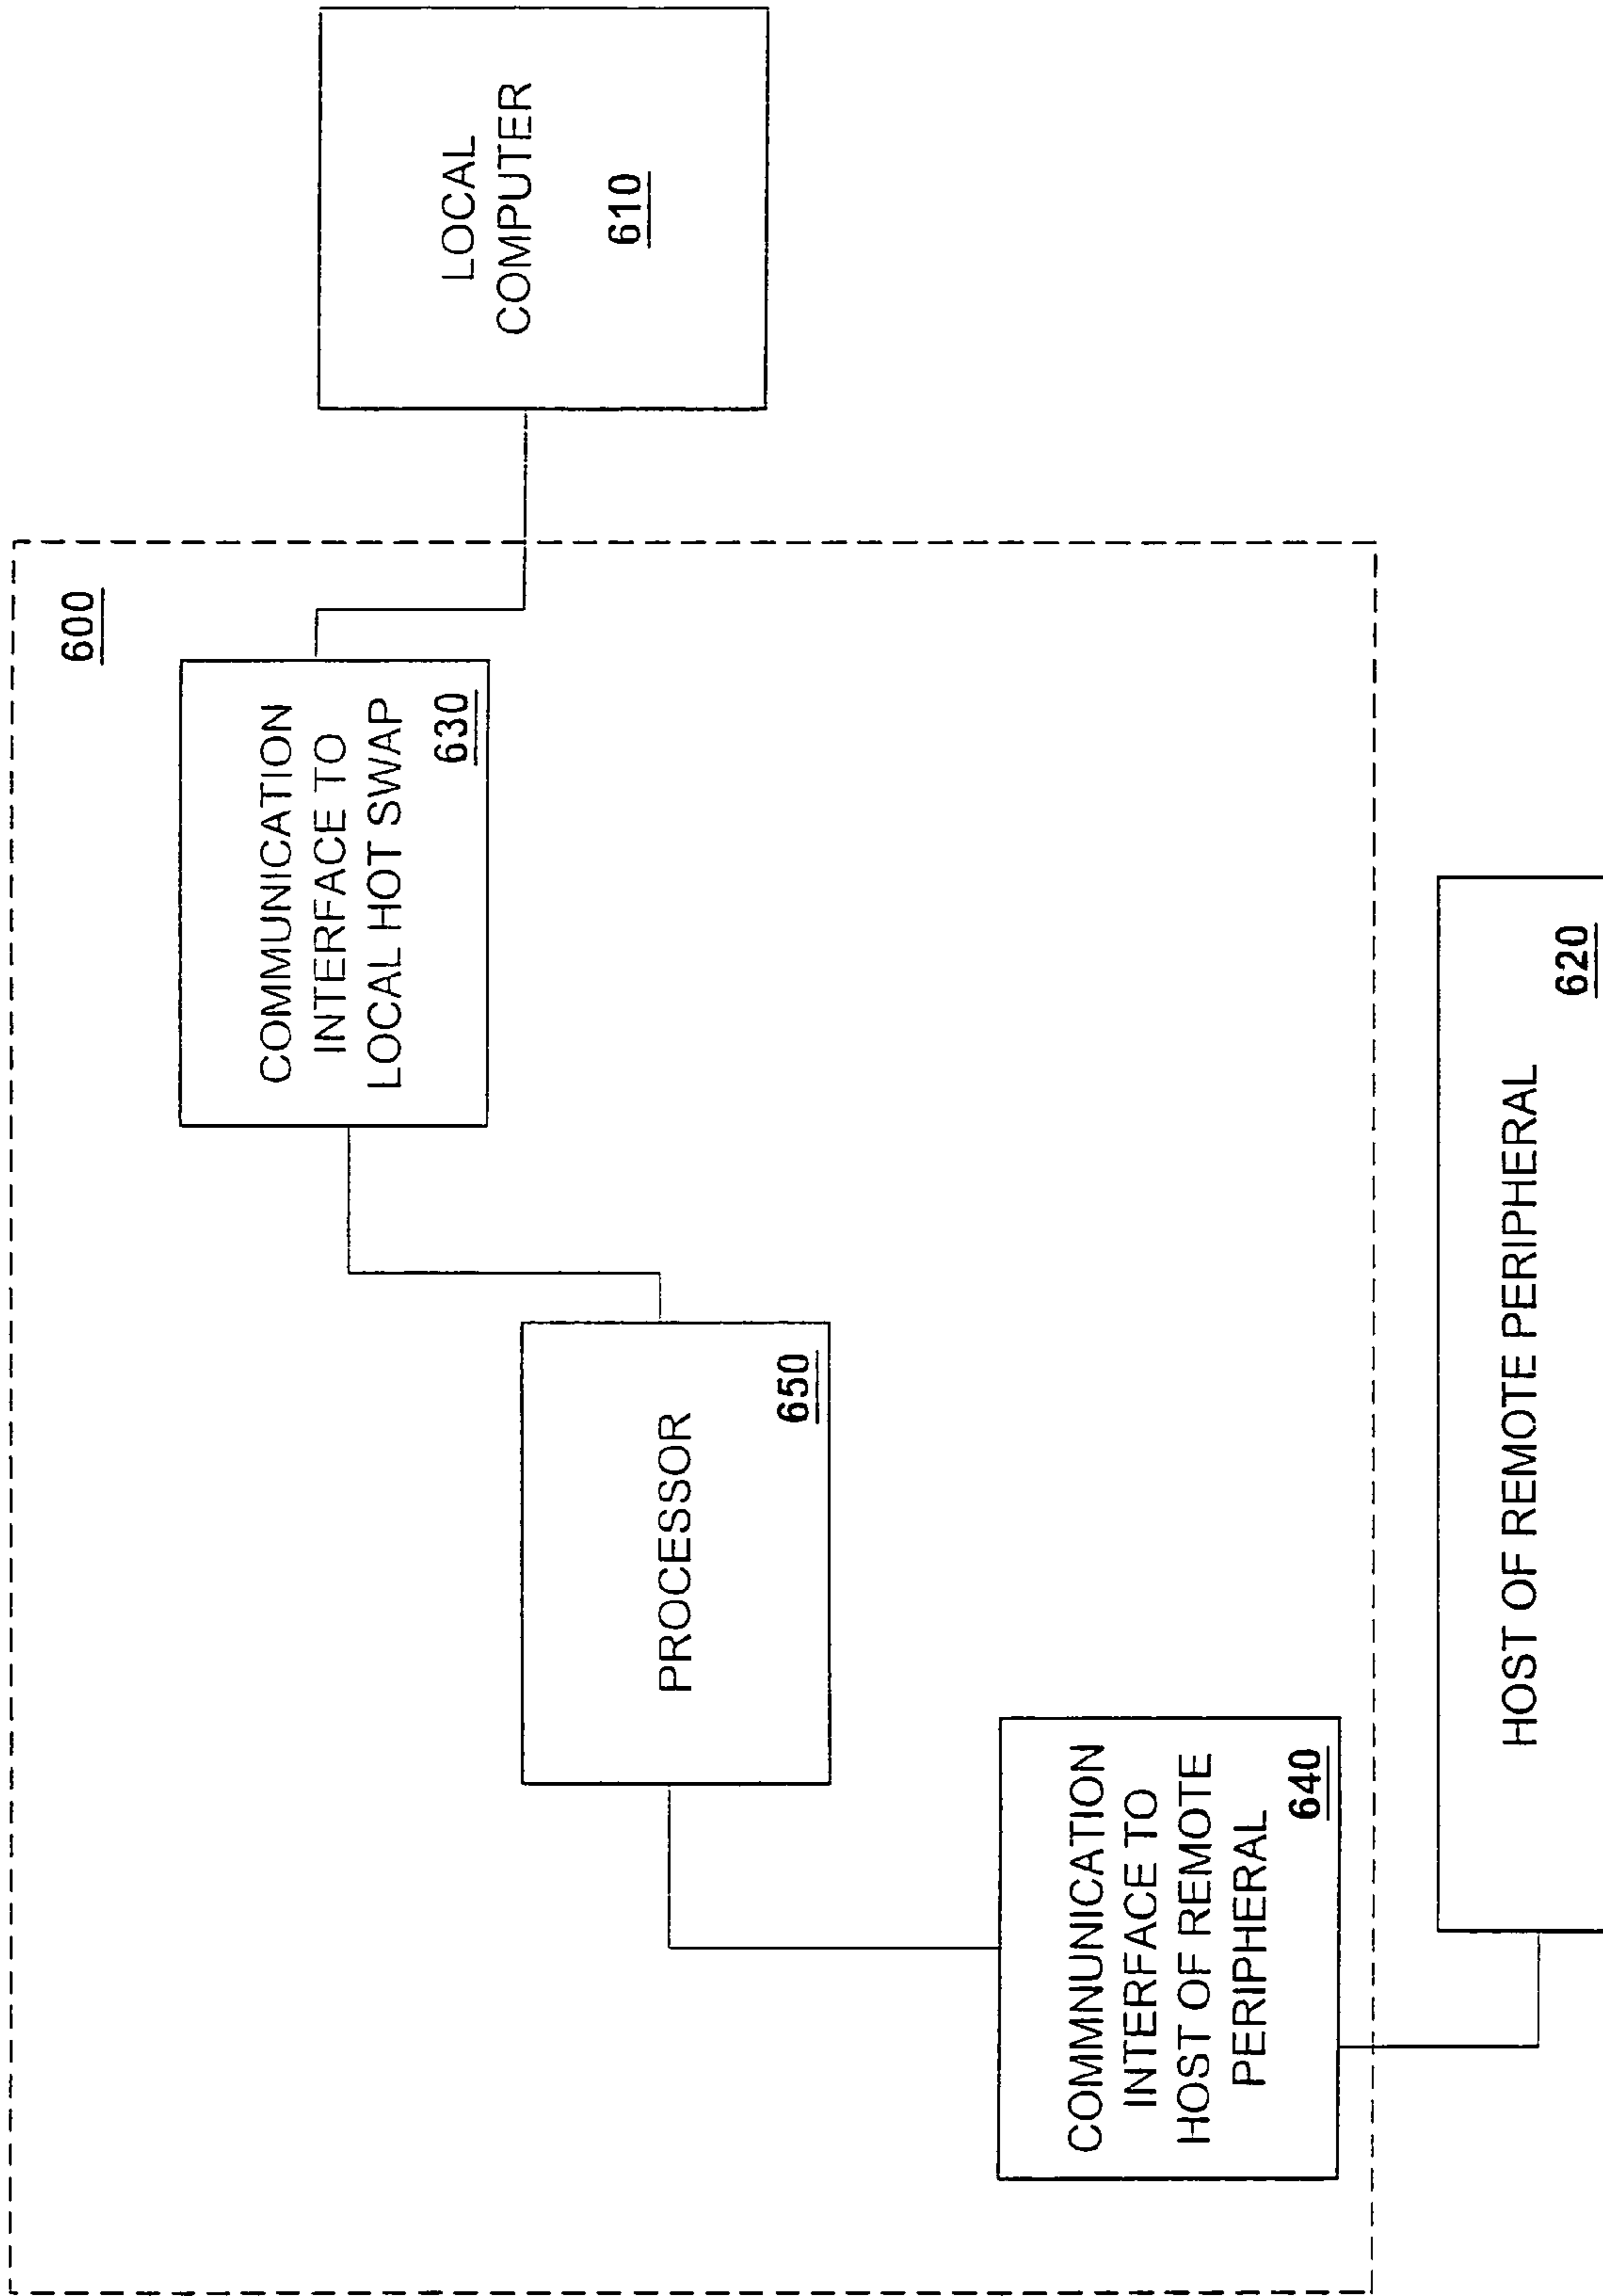 600
COMMUNICATION
INTERFACE TO
LOCAL HOT SWAP
630
LOCAL
COMPUTER
610
PROCESSOR
650
COMMNUNICATION
INTERFACE TO
HOST OF REMOTE
PERIPHERAL
640
HOST OF REMOTE PERIPHERAL
620